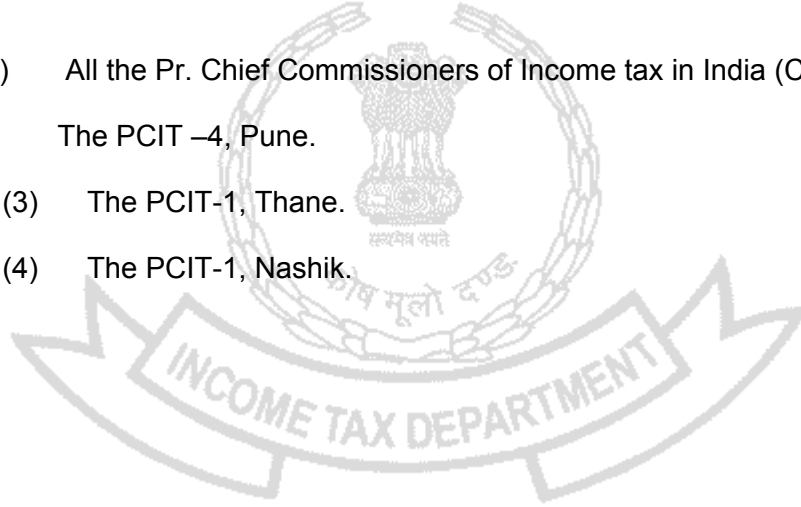 ) All the Pr. Chief Commissioners of Income tax in India (C
The PCIT –4, Pune.
(3) The PCIT-1, Thane.
(4) The PCIT-1, Nashik.
सत्यमेव जयते
कोष मूलो दण्डः
INCOME TAX DEPARTMENT